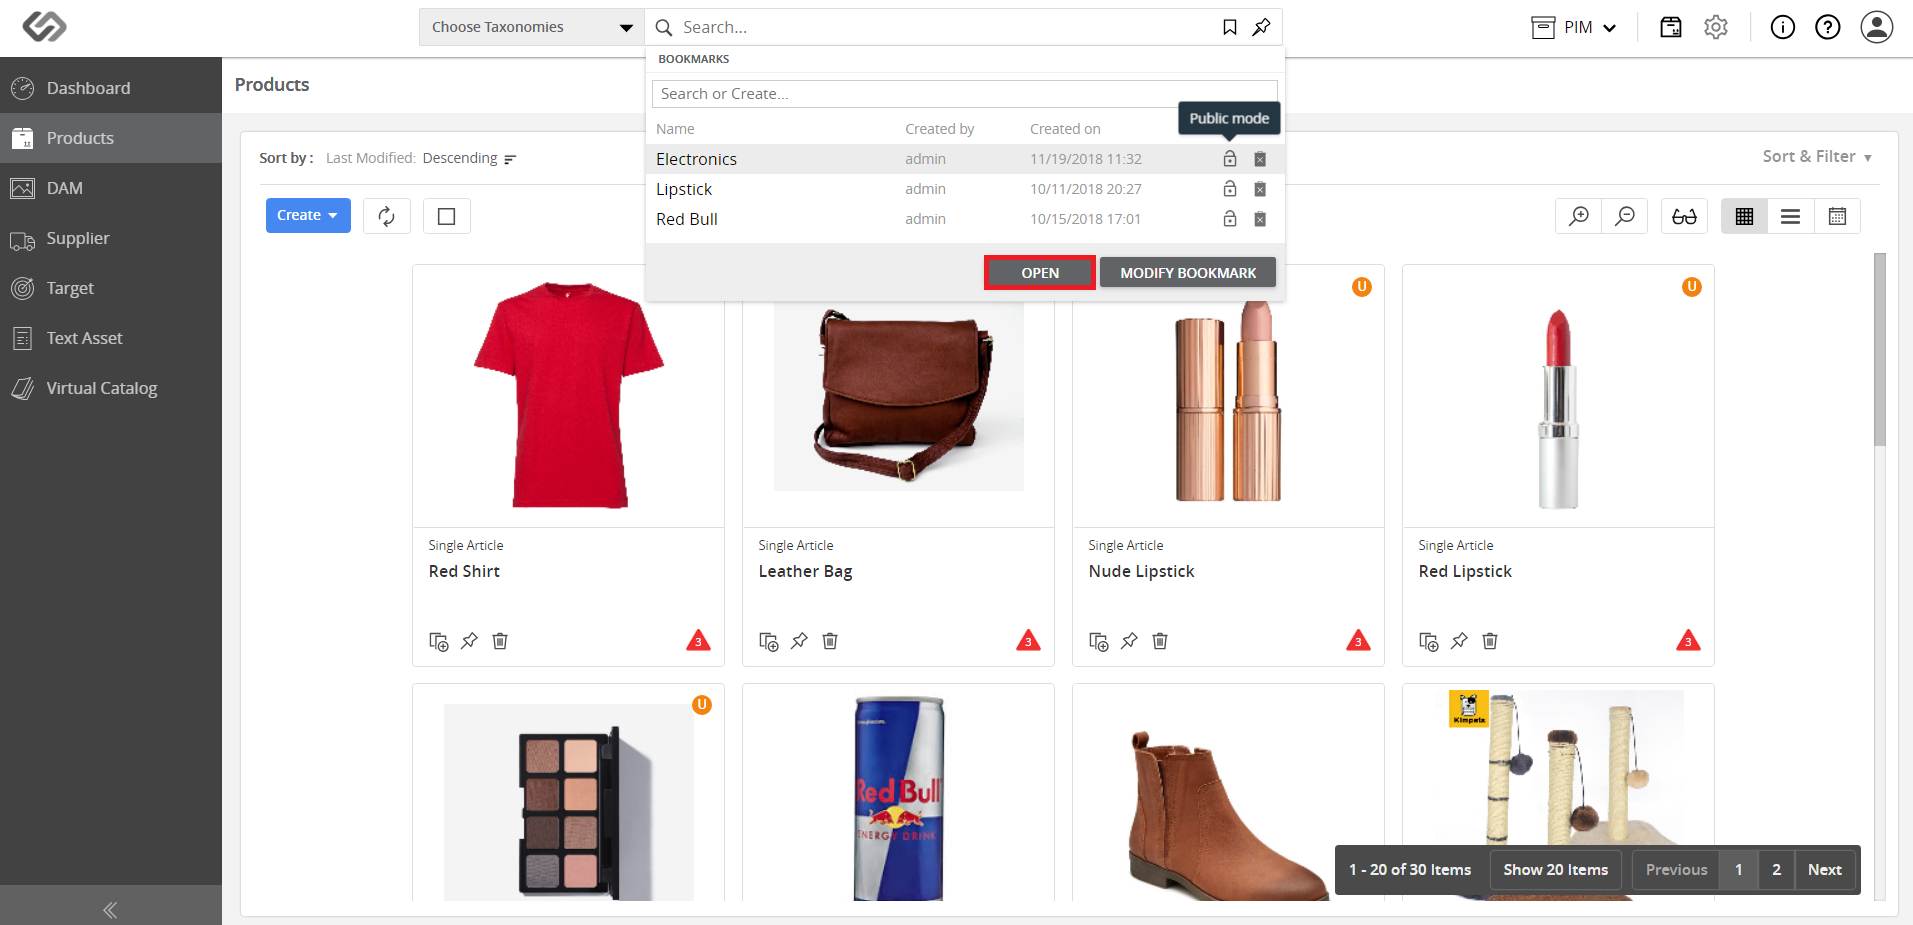 Choose Taxonomies
Search...
PIM
BOOKMARKS
Search or Create...
Public mode
Name Created by Created on
Electronics admin 11/19/2018 11:32
Lipstick admin 10/11/2018 20:27
Red Bull admin 10/15/2018 17:01
OPEN MODIFY BOOKMARK
Dashboard
Products
DAM
Supplier
Target
Text Asset
Virtual Catalog
Products
Sort by : Last Modified: Descending
Sort & Filter
Create
U
U
Single Article
Red Shirt
3
Single Article
Leather Bag
3
Single Article
Nude Lipstick
3
Single Article
Red Lipstick
3
U
Red Bull
ENERGY DRINK
Kimpets
1 - 20 of 30 Items Show 20 Items Previous 1 2 Next